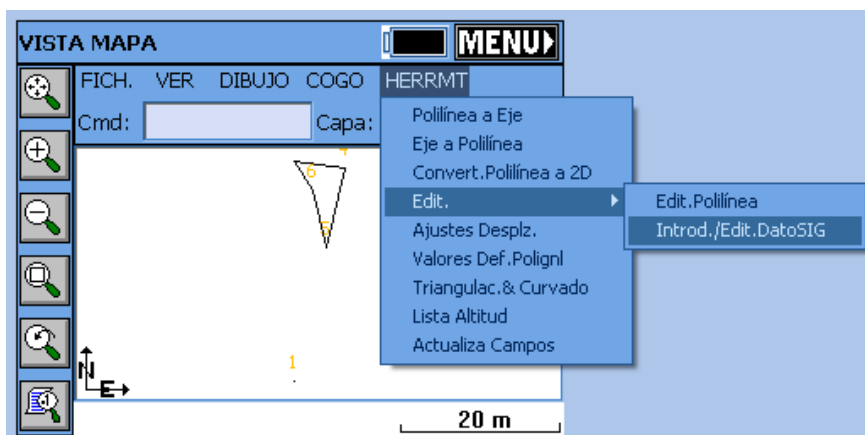 VISTA MAPA MENU
FICH. VER DIBUJO COGO HERRMT
Cmd: Capa:
Polilínea a Eje
Eje a Polilínea
Convert.Polilínea a 2D
Edit.
Edit.Polilínea
Introd./Edit.DatoSIG
Ajustes Desplz.
Valores Def.Polignl
Triangulac.& Curvado
Lista Altitud
Actualiza Campos
6
5
1
N
E
20 m